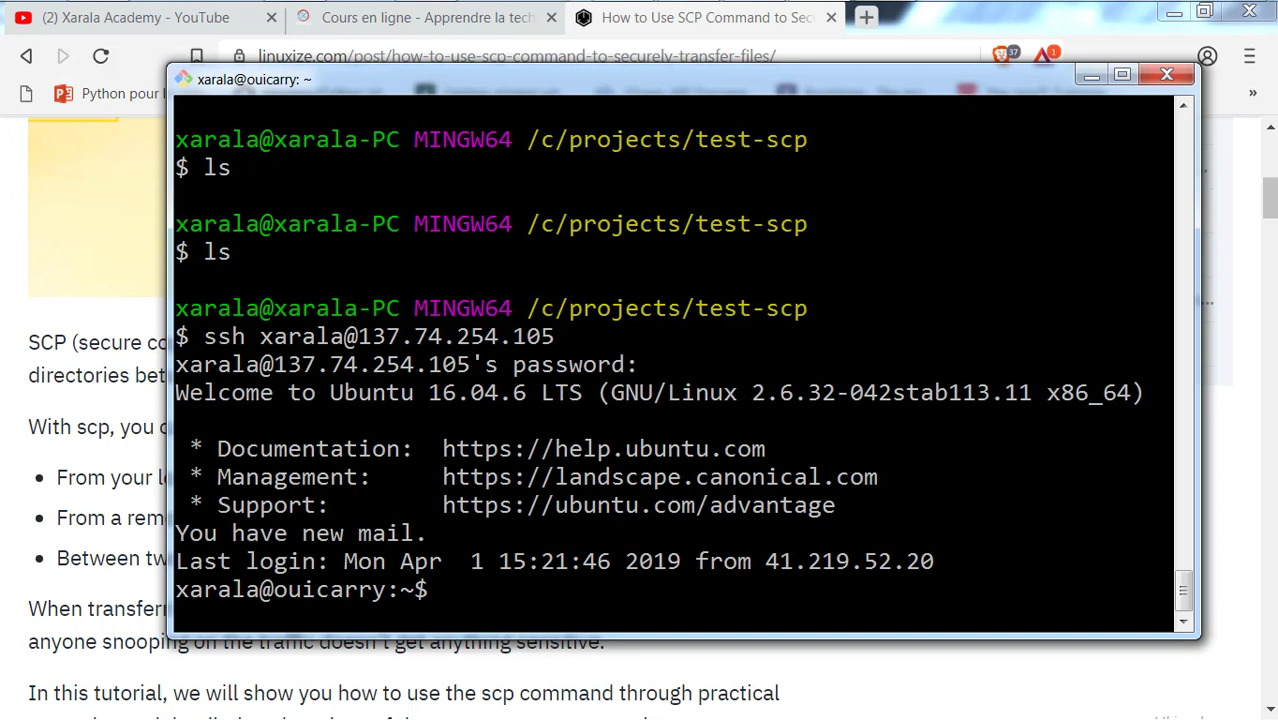 (2) Xarala Academy - YouTube
Cours en ligne - Apprendre la tech
How to Use SCP Command to Sec
linuxize.com/post/how-to-use-scp-command-to-securely-transfer-files/
37
1
Python pour l
»
xarala@ouicarry: ~
xarala@xarala-PC MINGW64 /c/projects/test-scp
$ ls
xarala@xarala-PC MINGW64 /c/projects/test-scp
$ ls
xarala@xarala-PC MINGW64 /c/projects/test-scp
$ ssh xarala@137.74.254.105
xarala@137.74.254.105's password:
Welcome to Ubuntu 16.04.6 LTS (GNU/Linux 2.6.32-042stab113.11 x86_64)
* Documentation: https://help.ubuntu.com
* Management: https://landscape.canonical.com
* Support: https://ubuntu.com/advantage
You have new mail.
Last login: Mon Apr 1 15:21:46 2019 from 41.219.52.20
xarala@ouicarry:~$
SCP (secure co
directories bet
With scp, you c
• From your lo
• From a rem
• Between tw
When transferr
anyone snooping on the traffic doesn't get anything sensitive.
In this tutorial, we will show you how to use the scp command through practical